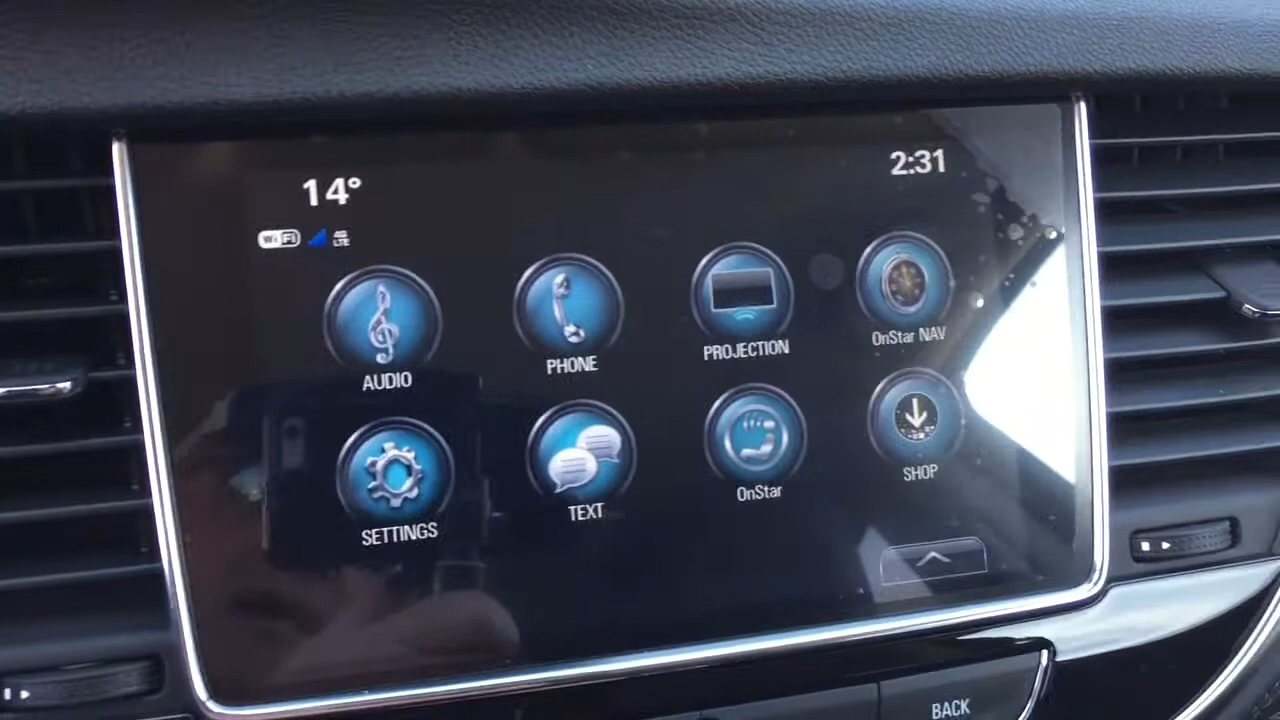 14°
2:31
WiFi
4G
LTE
AUDIO
PHONE
PROJECTION
OnStar NAV
SETTINGS
TEXT
OnStar
SHOP
BACK